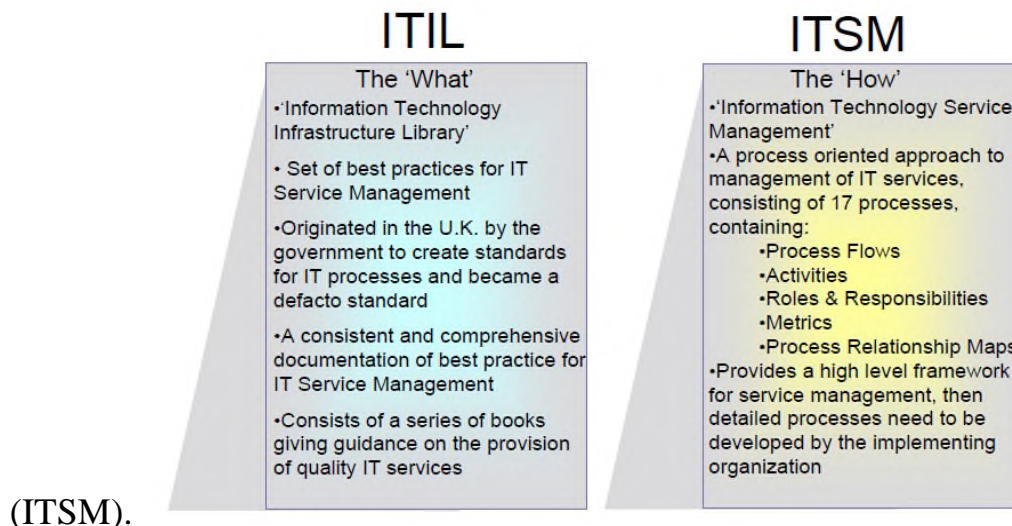 ITIL
The 'What'
•'Information Technology
Infrastructure Library'
• Set of best practices for IT
Service Management
•Originated in the U.K. by the
government to create standards
for IT processes and became a
defacto standard
•A consistent and comprehensive
documentation of best practice for
IT Service Management
•Consists of a series of books
giving guidance on the provision
of quality IT services
ITSM
The 'How'
•'Information Technology Service
Management'
•A process oriented approach to
management of IT services,
consisting of 17 processes,
containing:
•Process Flows
•Activities
•Roles & Responsibilities
•Metrics
•Process Relationship Maps
•Provides a high level framework
for service management, then
detailed processes need to be
developed by the implementing
organization
(ITSM).